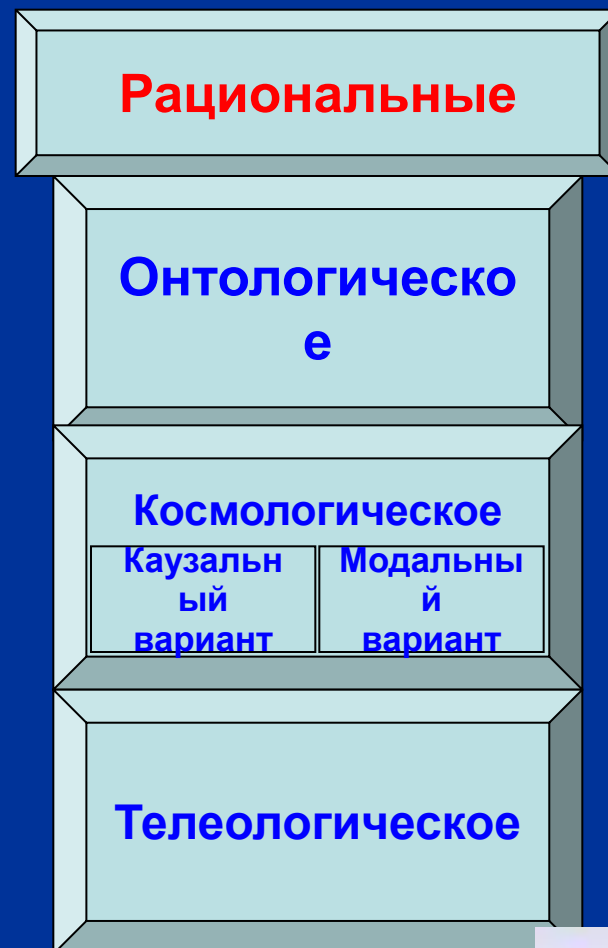 Рациональные
Онтологическо
е
Космологическое
Каузальн
ый
вариант
Модальны
й
вариант
Телеологическое